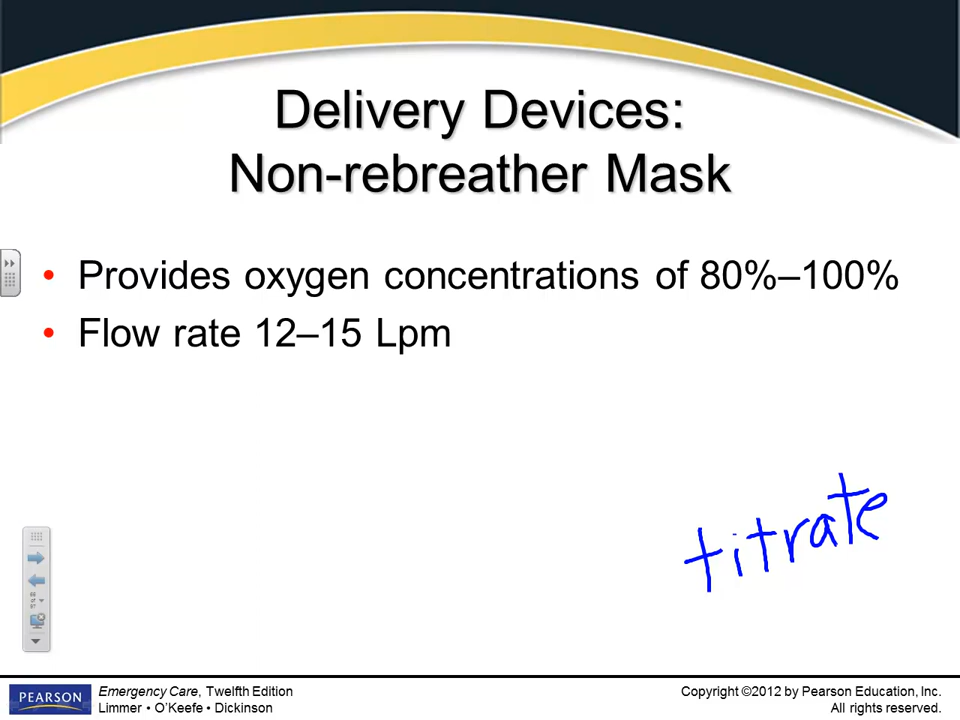 Delivery Devices:
Non-rebreather Mask
• Provides oxygen concentrations of 80%–100%
• Flow rate 12–15 Lpm
titrate
PEARSON
Emergency Care, Twelfth Edition
Limmer • O'Keefe • Dickinson
Copyright ©2012 by Pearson Education, Inc.
All rights reserved.